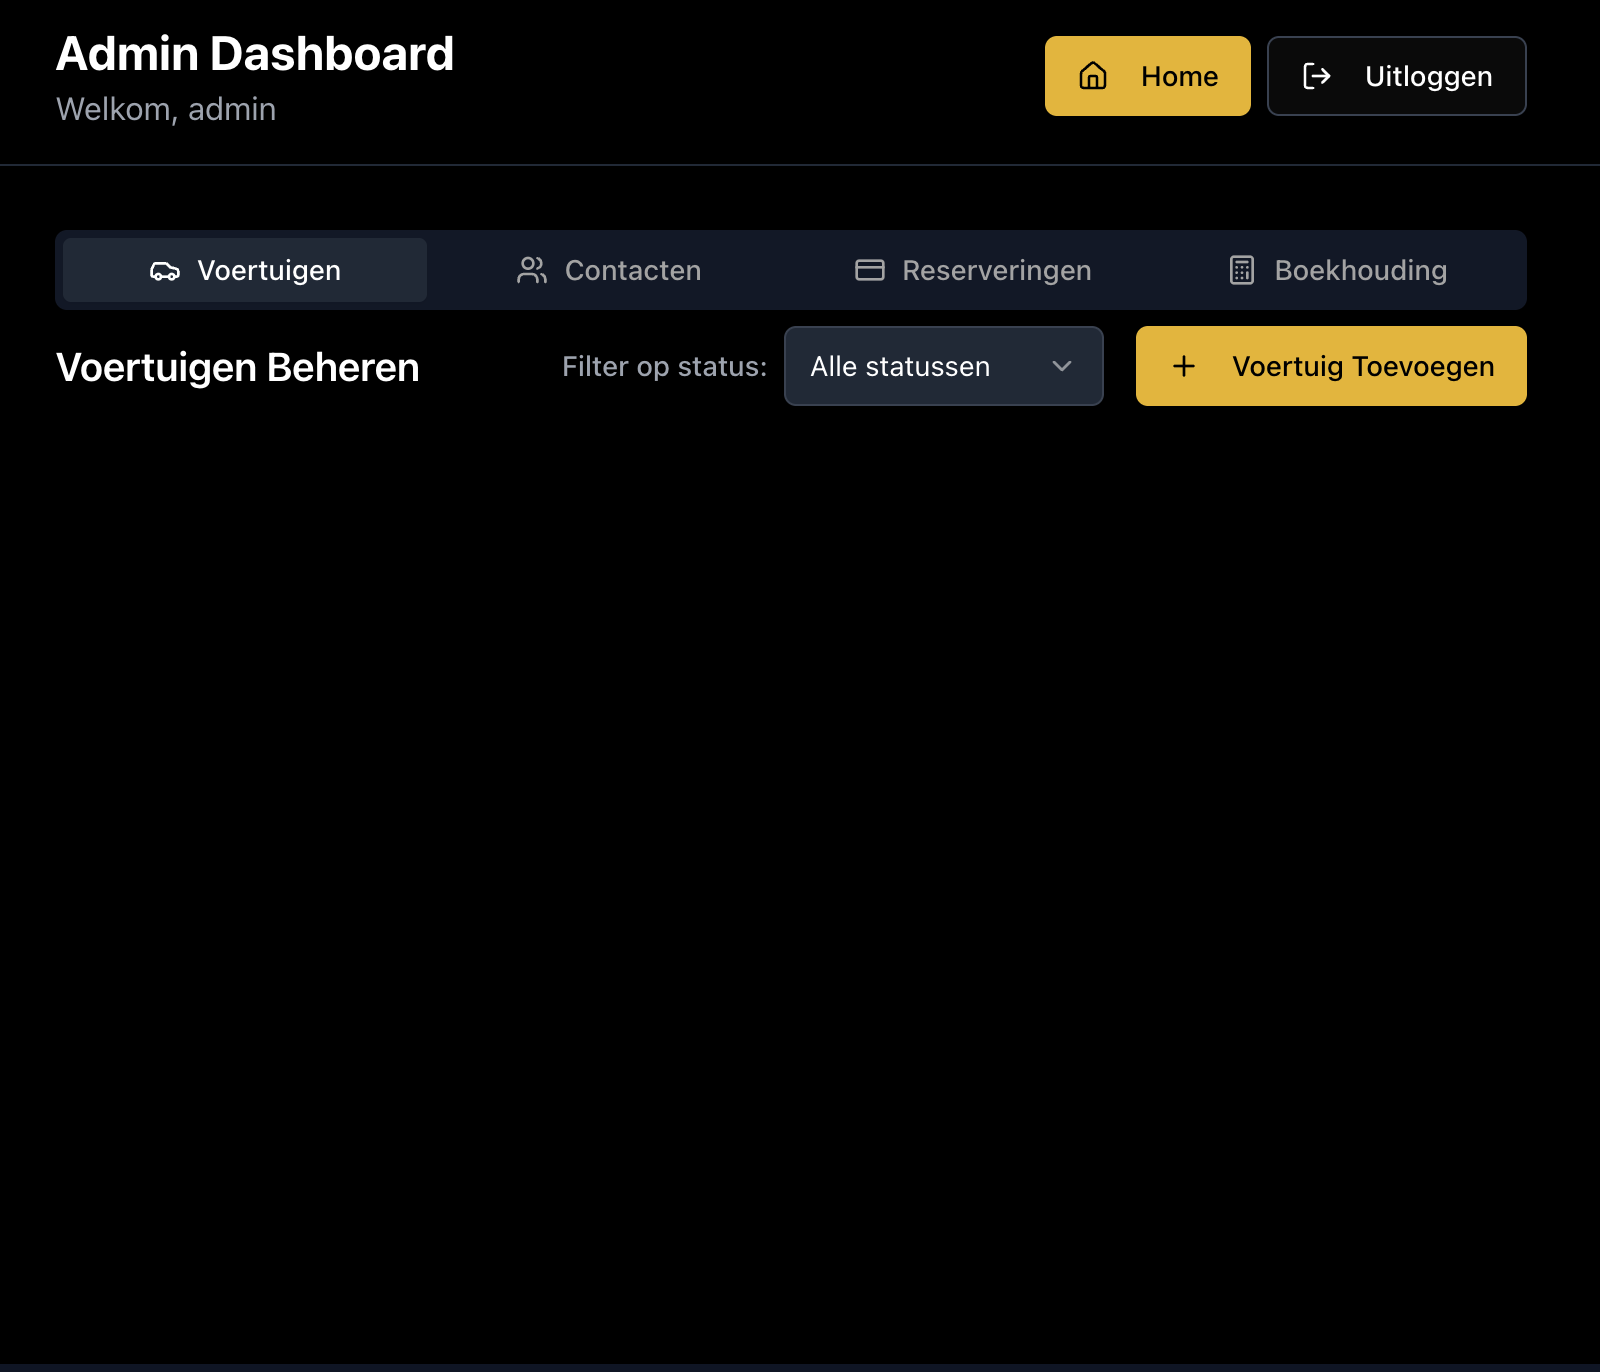 Admin Dashboard
Welkom, admin
Home
Uitloggen
Voertuigen
Contacten
Reserveringen
Boekhouding
Voertuigen Beheren
Filter op status:
Alle statussen
Voertuig Toevoegen